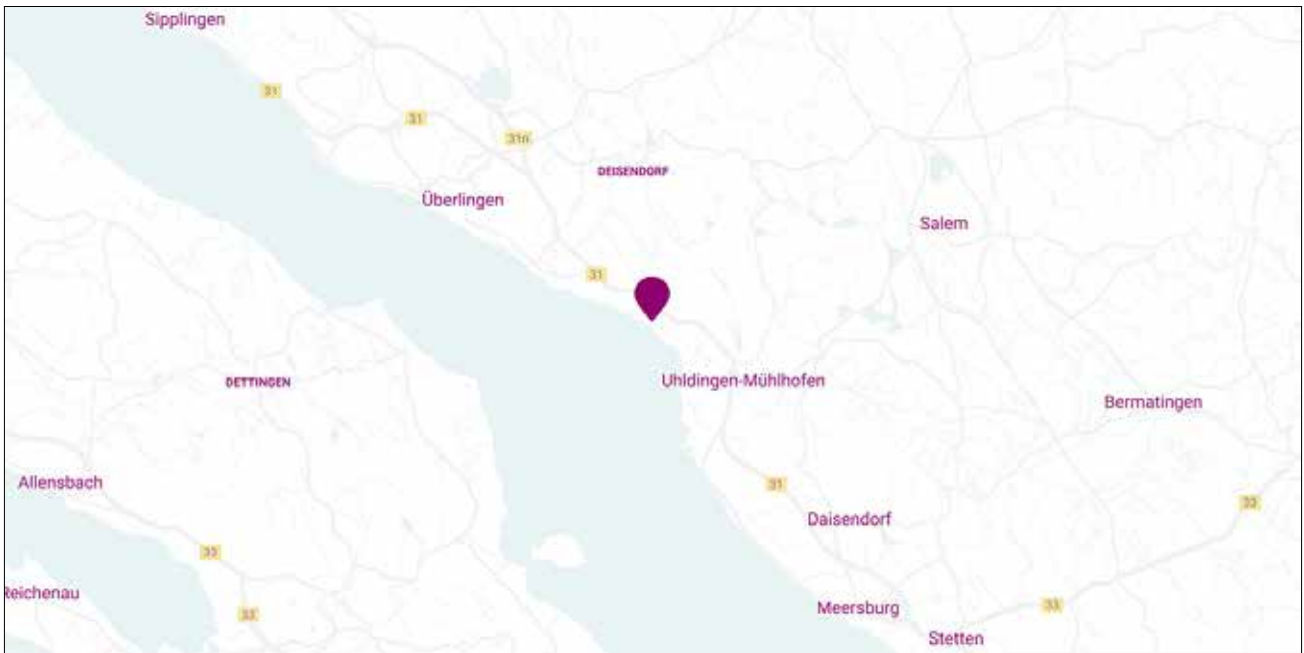 Sipplingen
31
31
31n
DEISENDORF
Überlingen
Salem
31
Uhldingen-Mühlhofen
DETTINGEN
Bermatingen
Allensbach
31
33
Daisendorf
33
Reichenau
33
33
Meersburg
Stetten